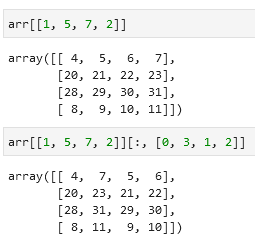 arr[[1, 5, 7, 2]]
array([[ 4,  5,  6,  7],
       [20, 21, 22, 23],
       [28, 29, 30, 31],
       [ 8,  9, 10, 11]])
arr[[1, 5, 7, 2]][:, [0, 3, 1, 2]]
array([[ 4,  7,  5,  6],
       [20, 23, 21, 22],
       [28, 31, 29, 30],
       [ 8, 11,  9, 10]])